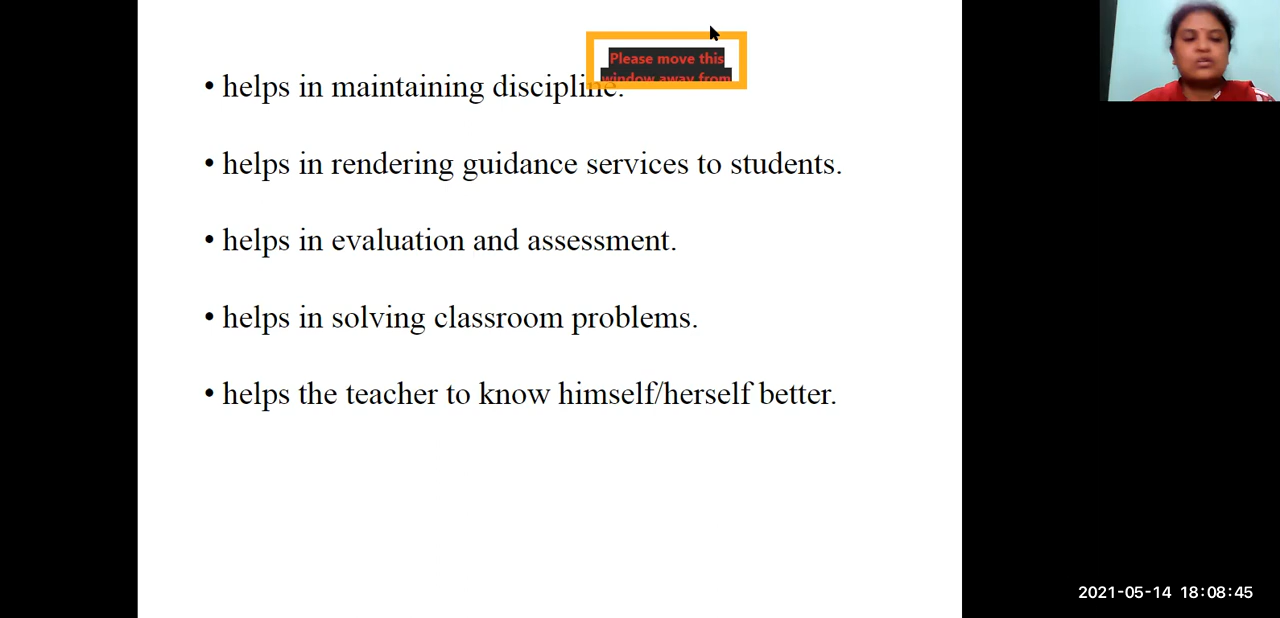 Please move this
window away from
• helps in maintaining discipline.
• helps in rendering guidance services to students.
• helps in evaluation and assessment.
• helps in solving classroom problems.
• helps the teacher to know himself/herself better.
2021-05-14 18:08:45